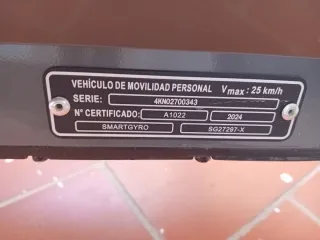 VEHÍCULO DE MOVILIDAD PERSONAL Vmax: 25 km/h
SERIE: 4KN02700343
Nº CERTIFICADO: A1022 2024
SMARTGYRO SG27297-X